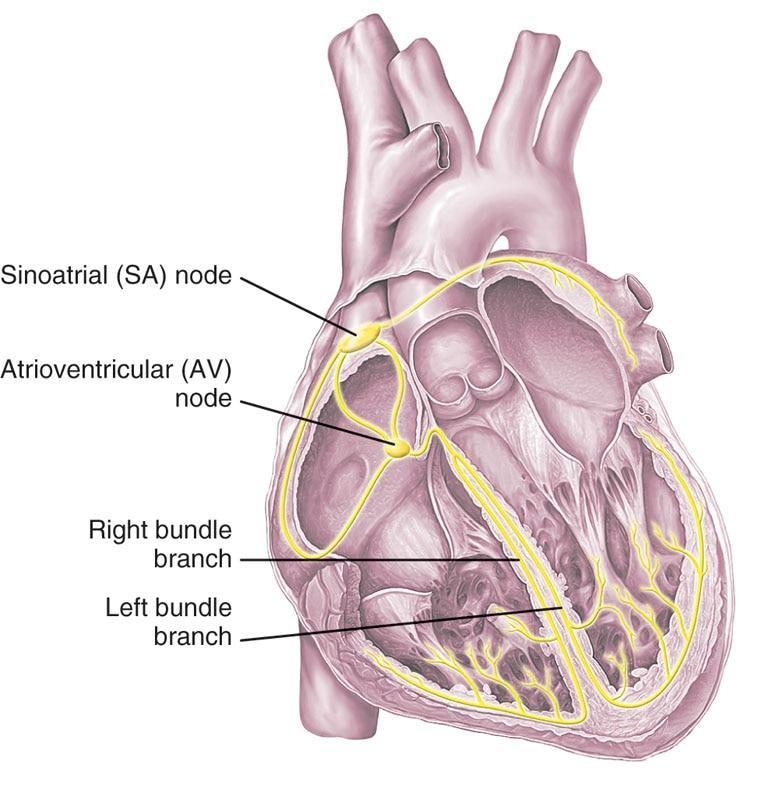 Sinoatrial (SA) node
Atrioventricular (AV)
node
Right bundle
branch
Left bundle
branch